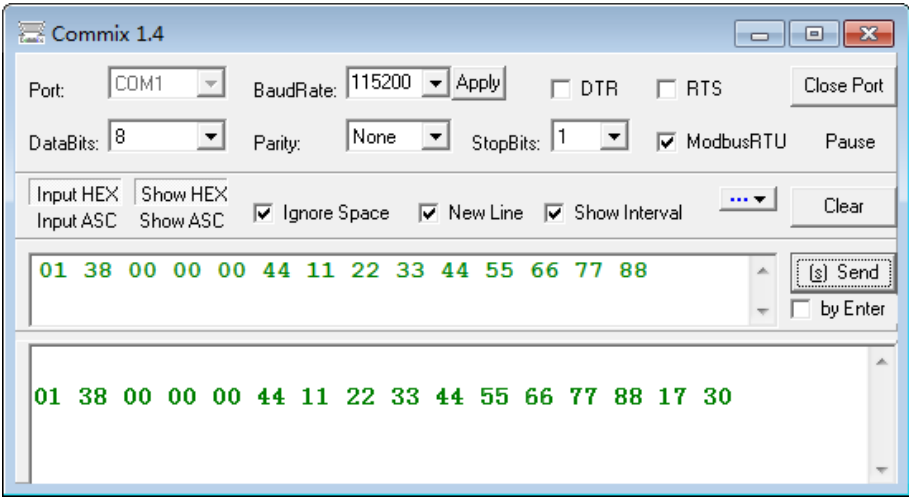 Commix 1.4
Port: COM1 BaudRate: 115200 Apply DTR RTS Close Port
DataBits: 8 Parity: None StopBits: 1 ModbusRTU Pause
Input HEX Show HEX
Input ASC Show ASC Ignore Space New Line Show Interval ... Clear
01 38 00 00 00 44 11 22 33 44 55 66 77 88 (s) Send
by Enter
01 38 00 00 00 44 11 22 33 44 55 66 77 88 17 30